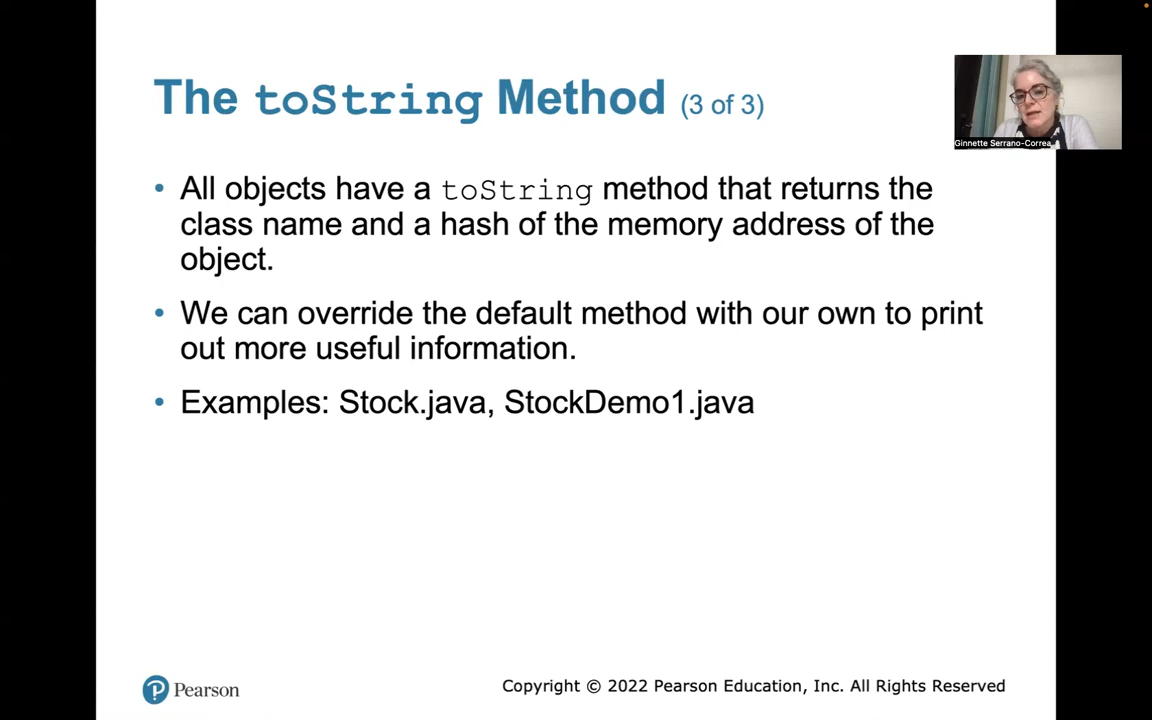 The toString Method (3 of 3)
Ginnette Serrano-Correa
• All objects have a toString method that returns the
class name and a hash of the memory address of the
object.
• We can override the default method with our own to print
out more useful information.
• Examples: Stock.java, StockDemo1.java
Pearson
Copyright © 2022 Pearson Education, Inc. All Rights Reserved